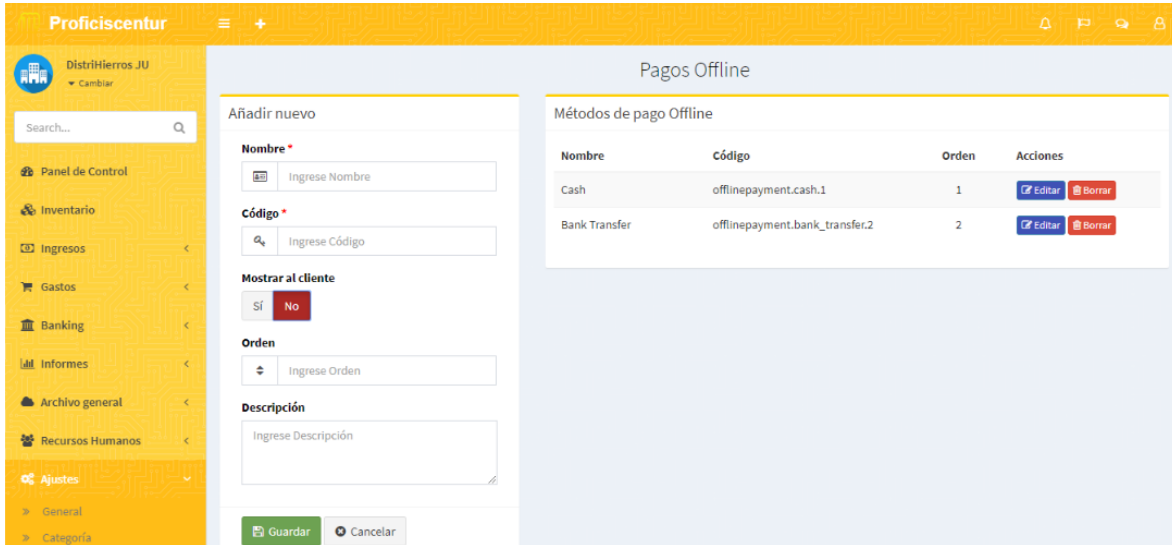 Proficiscentur
DistriHierros JU
Cambiar
Search...
Panel de Control
Inventario
Ingresos
Gastos
Banking
Informes
Archivo general
Recursos Humanos
Ajustes
General
Categoría
Pagos Offline
Añadir nuevo
Nombre *
Ingrese Nombre
Código *
Ingrese Código
Mostrar al cliente
Sí No
Orden
Ingrese Orden
Descripción
Ingrese Descripción
Guardar Cancelar
Métodos de pago Offline
Nombre Código Orden Acciones
Cash offlinepayment.cash.1 1 Editar Borrar
Bank Transfer offlinepayment.bank_transfer.2 2 Editar Borrar